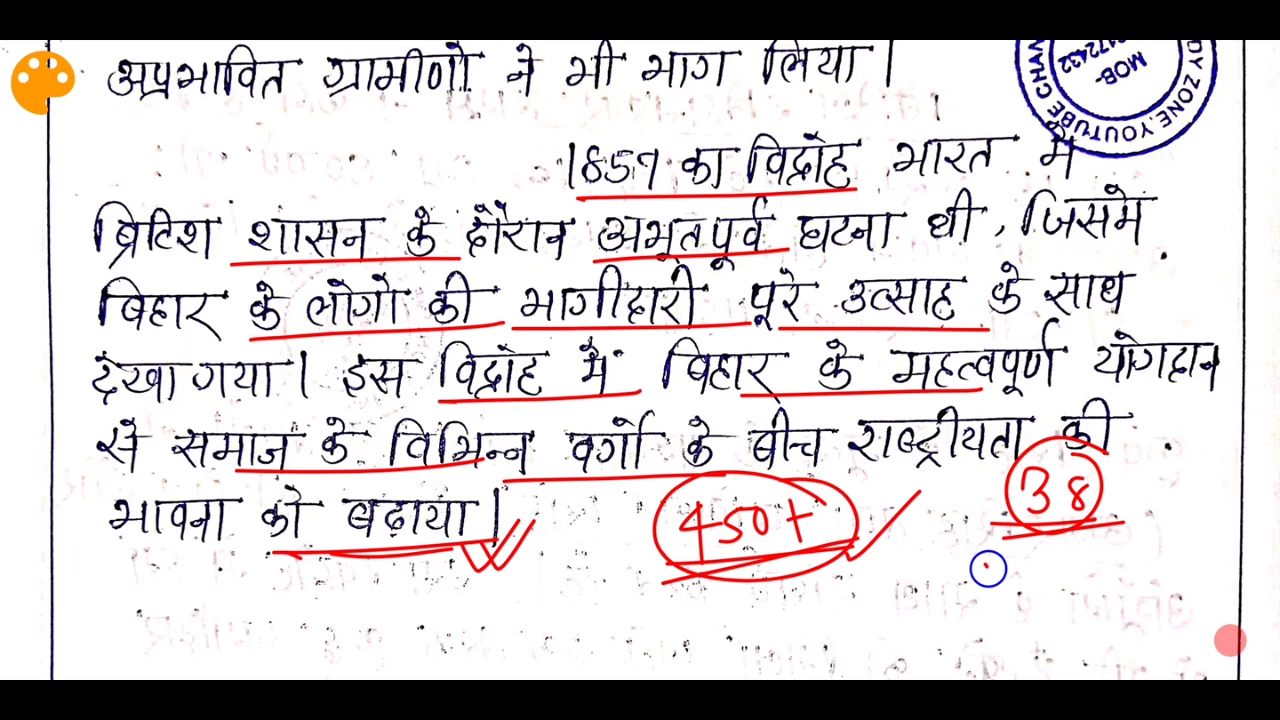 अप्रभावित ग्रामीणों ने भी भाग लिया।
1857 का विद्रोह भारत में
ब्रिटिश शासन के दौरान अभूतपूर्व घटना थी, जिसमे
बिहार के लोगों की भागीदारी पूरे उत्साह के साथ
देखा गया। इस विद्रोह में बिहार के महत्वपूर्ण योगदान
से समाज के विभिन्न वर्गों के बीच राष्ट्रीयता की
भावना को बढ़ाया।
450+
38
MOB-
ZONE.YOUTUBE